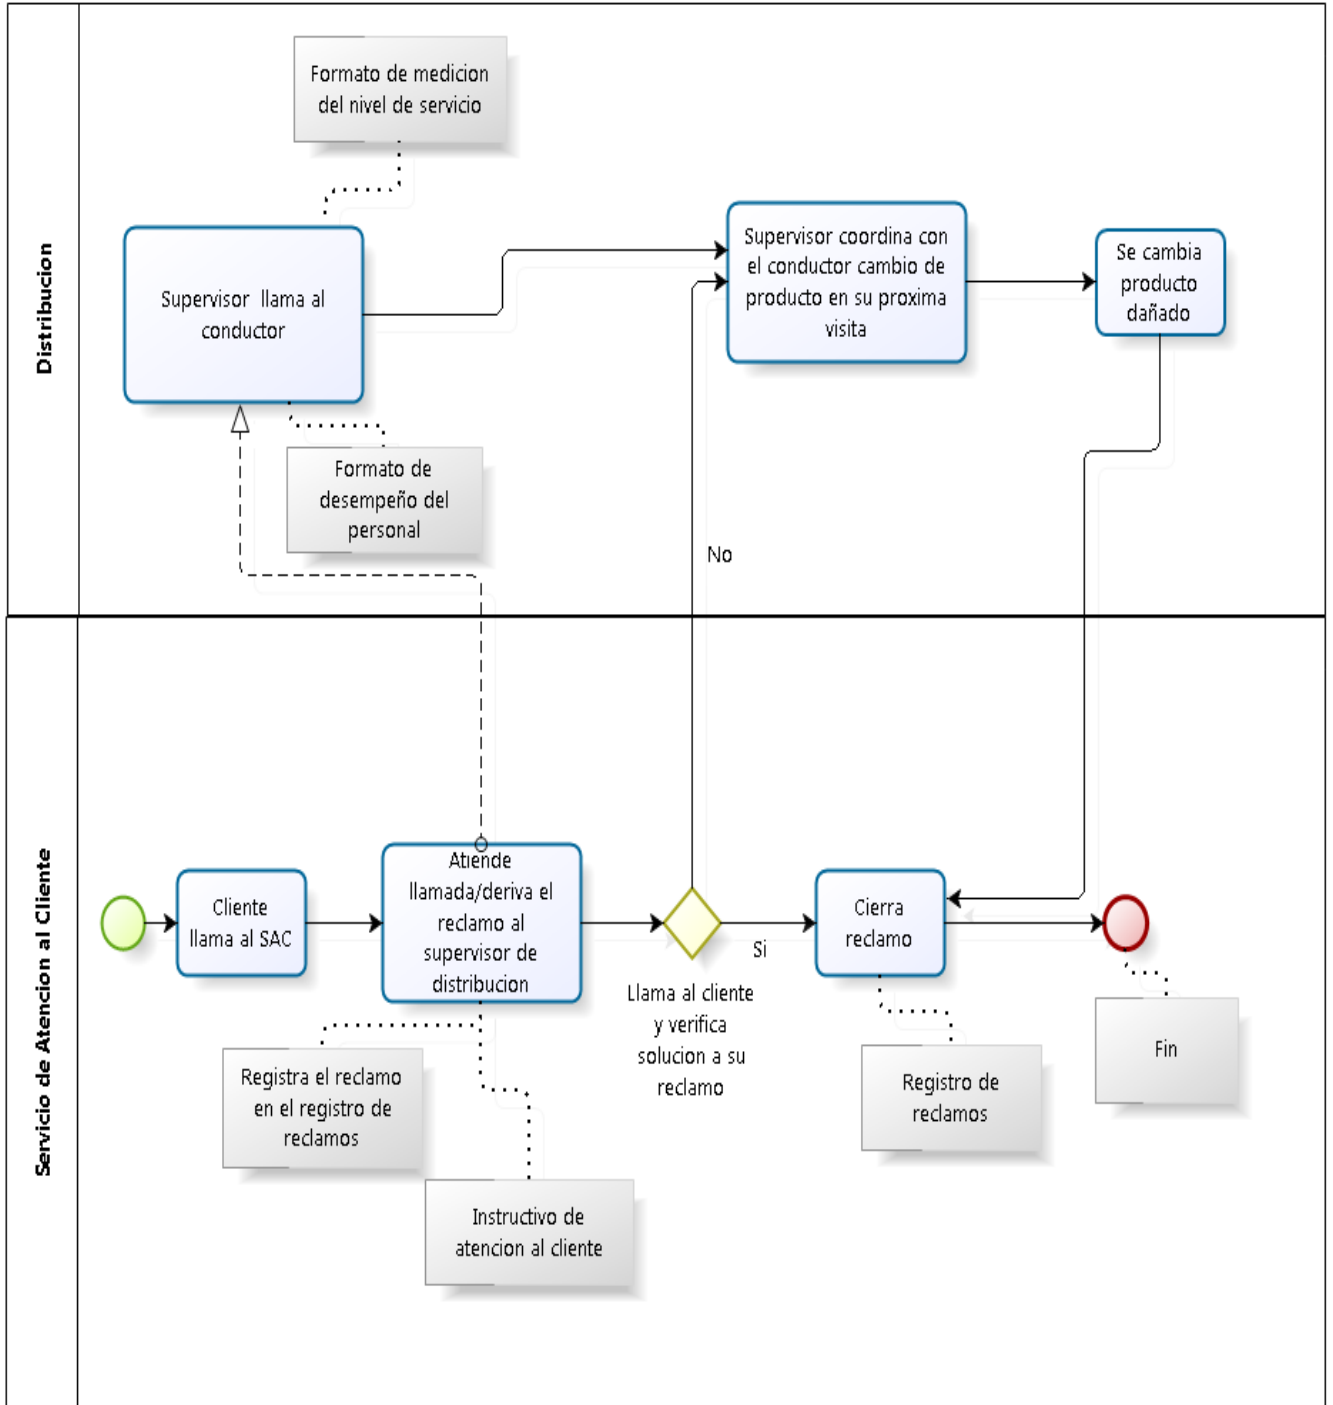 Distribucion
Formato de medicion
del nivel de servicio
Supervisor llama al
conductor
Supervisor coordina con
el conductor cambio de
producto en su proxima
visita
Se cambia
producto
dañado
Formato de
desempeño del
personal
No
Servicio de Atencion al Cliente
Cliente
llama al SAC
Atiende
llamada/deriva el
reclamo al
supervisor de
distribucion
Si
Llama al cliente
y verifica
solucion a su
reclamo
Cierra
reclamo
Registra el reclamo
en el registro de
reclamos
Instructivo de
atencion al cliente
Registro de
reclamos
Fin